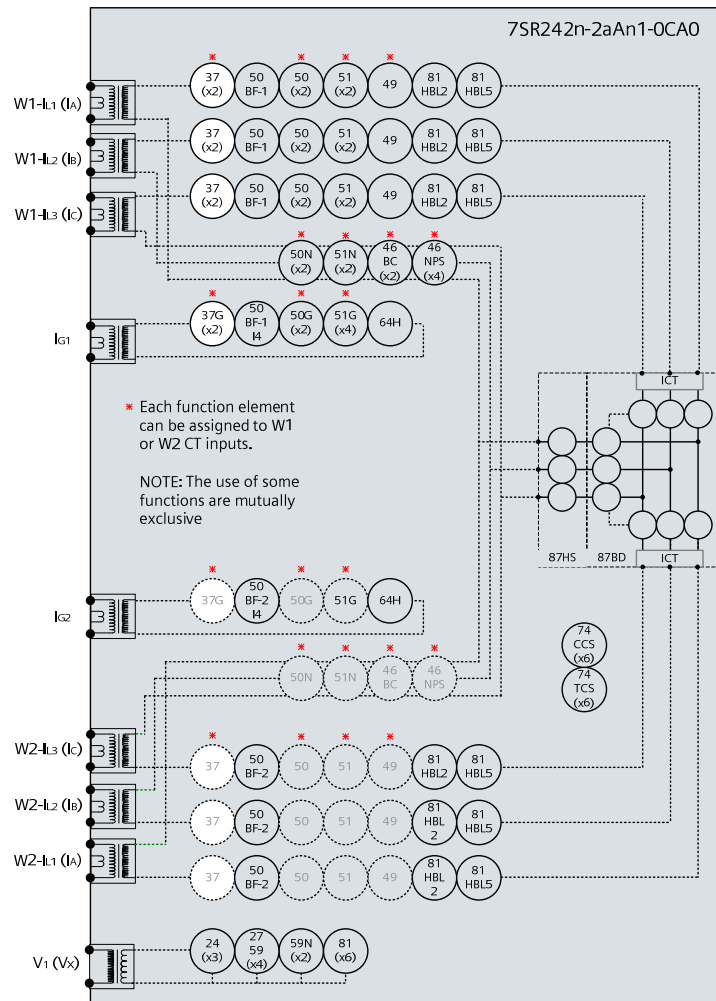 7SR242n-2aAn1-0CA0
* * * *
W1-IL1 (IA)
37 (x2)
50 BF-1
50 (x2)
51 (x2)
49
81 HBL2
81 HBL5
W1-IL2 (IB)
37 (x2)
50 BF-1
50 (x2)
51 (x2)
49
81 HBL2
81 HBL5
W1-IL3 (IC)
37 (x2)
50 BF-1
50 (x2)
51 (x2)
49
81 HBL2
81 HBL5
* * * *
50N (x2)
51N (x2)
46 BC (x2)
46 NPS (x4)
* * *
IG1
37G (x2)
50 BF-1 I4
50G (x2)
51G (x4)
64H
ICT
* Each function element
can be assigned to W1
or W2 CT inputs.
NOTE: The use of some
functions are mutually
exclusive
87HS
87BD
ICT
* * *
IG2
37G
50 BF-2 I4
50G
51G
64H
74 CCS (x6)
74 TCS (x6)
* * * *
50N
51N
46 BC
46 NPS
* * * *
W2-IL3 (IC)
37
50 BF-2
50
51
49
81 HBL2
81 HBL5
W2-IL2 (IB)
37
50 BF-2
50
51
49
81 HBL 2
81 HBL5
W2-IL1 (IA)
37
50 BF-2
50
51
49
81 HBL 2
81 HBL5
V1 (VX)
24 (x3)
27 59 (x4)
59N (x2)
81 (x6)